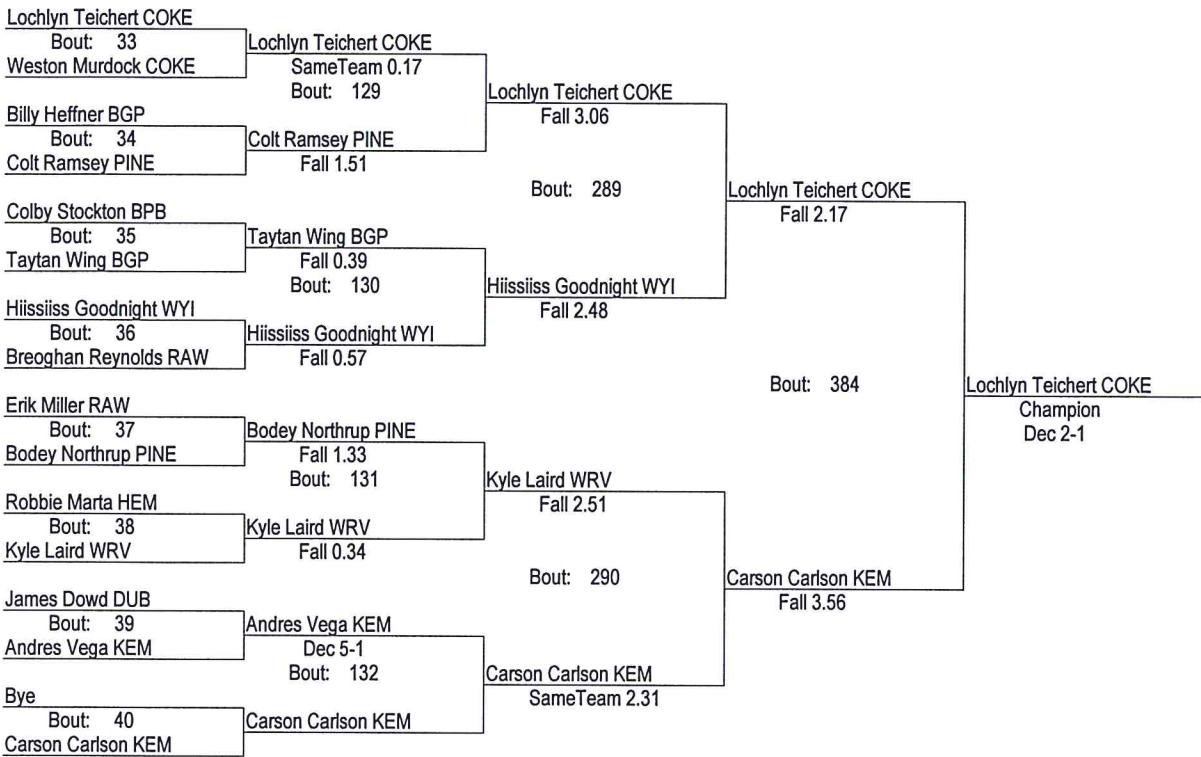 Lochlyn Teichert COKE
Bout: 33
Weston Murdock COKE
Billy Heffner BGP
Bout: 34
Colt Ramsey PINE
Colby Stockton BPB
Bout: 35
Taytan Wing BGP
Hiissiiss Goodnight WYI
Bout: 36
Breoghan Reynolds RAW
Erik Miller RAW
Bout: 37
Bodey Northrup PINE
Robbie Marta HEM
Bout: 38
Kyle Laird WRV
James Dowd DUB
Bout: 39
Andres Vega KEM
Bye
Bout: 40
Carson Carlson KEM
Lochlyn Teichert COKE
SameTeam 0.17
Bout: 129
Colt Ramsey PINE
Fall 1.51
Taytan Wing BGP
Fall 0.39
Bout: 130
Hiissiiss Goodnight WYI
Fall 0.57
Bodey Northrup PINE
Fall 1.33
Bout: 131
Kyle Laird WRV
Fall 0.34
Andres Vega KEM
Dec 5-1
Bout: 132
Carson Carlson KEM
Lochlyn Teichert COKE
Fall 3.06
Bout: 289
Hiissiiss Goodnight WYI
Fall 2.48
Kyle Laird WRV
Fall 2.51
Bout: 290
Carson Carlson KEM
SameTeam 2.31
Lochlyn Teichert COKE
Fall 2.17
Bout: 384
Carson Carlson KEM
Fall 3.56
Lochlyn Teichert COKE
Champion
Dec 2-1